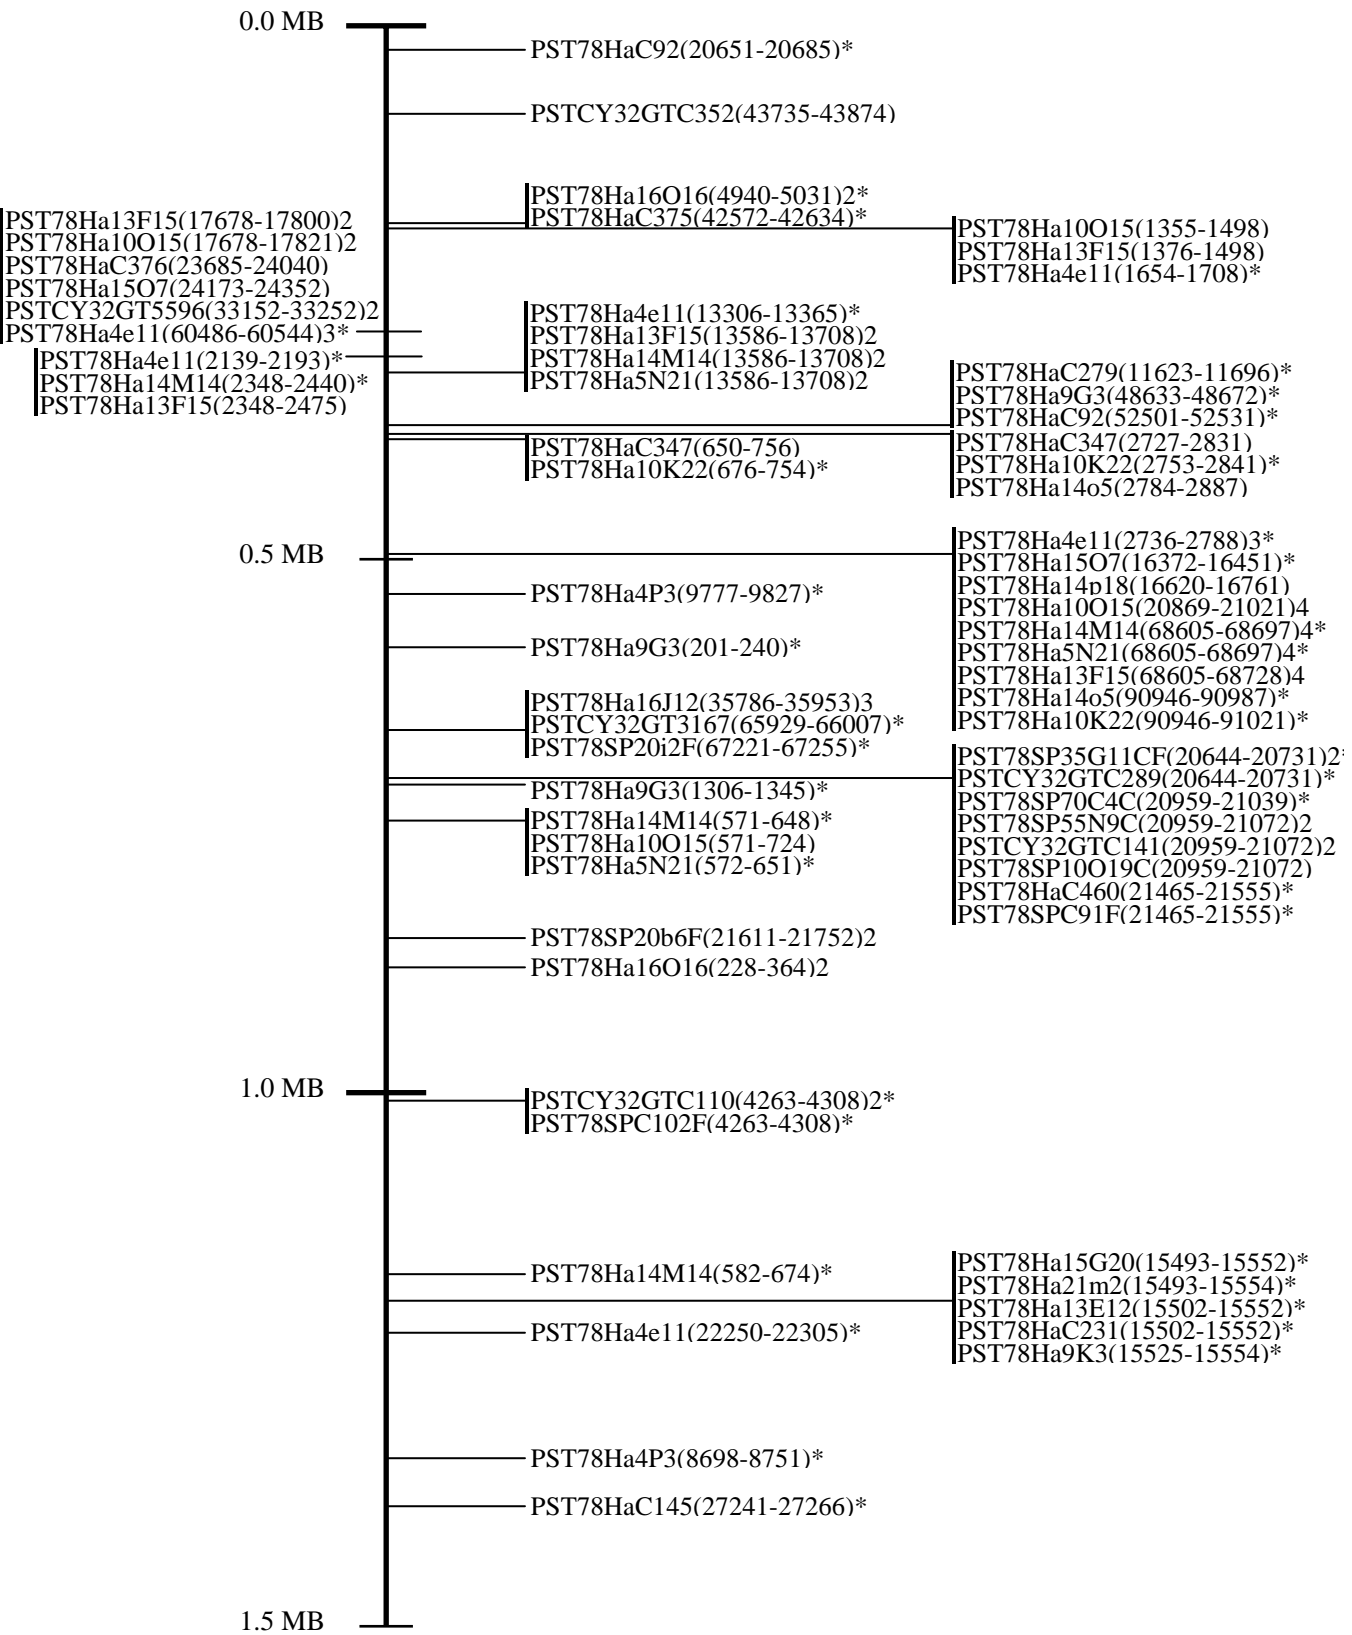 0.0 MB
PST78HaC92(20651-20685)*
PSTCY32GTC352(43735-43874)
PST78Ha16O16(4940-5031)2*
PST78HaC375(42572-42634)*
PST78Ha13F15(17678-17800)2
PST78Ha10O15(17678-17821)2
PST78HaC376(23685-24040)
PST78Ha15O7(24173-24352)
PSTCY32GT5596(33152-33252)2
PST78Ha4e11(60486-60544)3*
PST78Ha10O15(1355-1498)
PST78Ha13F15(1376-1498)
PST78Ha4e11(1654-1708)*
PST78Ha4e11(2139-2193)*
PST78Ha14M14(2348-2440)*
PST78Ha13F15(2348-2475)
PST78Ha4e11(13306-13365)*
PST78Ha13F15(13586-13708)2
PST78Ha14M14(13586-13708)2
PST78Ha5N21(13586-13708)2
PST78HaC279(11623-11696)*
PST78Ha9G3(48633-48672)*
PST78HaC92(52501-52531)*
PST78HaC347(650-756)
PST78Ha10K22(676-754)*
PST78HaC347(2727-2831)
PST78Ha10K22(2753-2841)*
PST78Ha14o5(2784-2887)
0.5 MB
PST78Ha4e11(2736-2788)3*
PST78Ha15O7(16372-16451)*
PST78Ha14p18(16620-16761)
PST78Ha10O15(20869-21021)4
PST78Ha14M14(68605-68697)4*
PST78Ha5N21(68605-68697)4*
PST78Ha13F15(68605-68728)4
PST78Ha14o5(90946-90987)*
PST78Ha10K22(90946-91021)*
PST78Ha4P3(9777-9827)*
PST78Ha9G3(201-240)*
PST78Ha16J12(35786-35953)3
PSTCY32GT3167(65929-66007)*
PST78SP20i2F(67221-67255)*
PST78SP35G11CF(20644-20731)2*
PSTCY32GTC289(20644-20731)*
PST78SP70C4C(20959-21039)*
PST78SP55N9C(20959-21072)2
PSTCY32GTC141(20959-21072)2
PST78SP10O19C(20959-21072)
PST78HaC460(21465-21555)*
PST78SPC91F(21465-21555)*
PST78Ha9G3(1306-1345)*
PST78Ha14M14(571-648)*
PST78Ha10O15(571-724)
PST78Ha5N21(572-651)*
PST78SP20b6F(21611-21752)2
PST78Ha16O16(228-364)2
1.0 MB
PSTCY32GTC110(4263-4308)2*
PST78SPC102F(4263-4308)*
PST78Ha14M14(582-674)*
PST78Ha15G20(15493-15552)*
PST78Ha21m2(15493-15554)*
PST78Ha13E12(15502-15552)*
PST78HaC231(15502-15552)*
PST78Ha9K3(15525-15554)*
PST78Ha4e11(22250-22305)*
PST78Ha4P3(8698-8751)*
PST78HaC145(27241-27266)*
1.5 MB